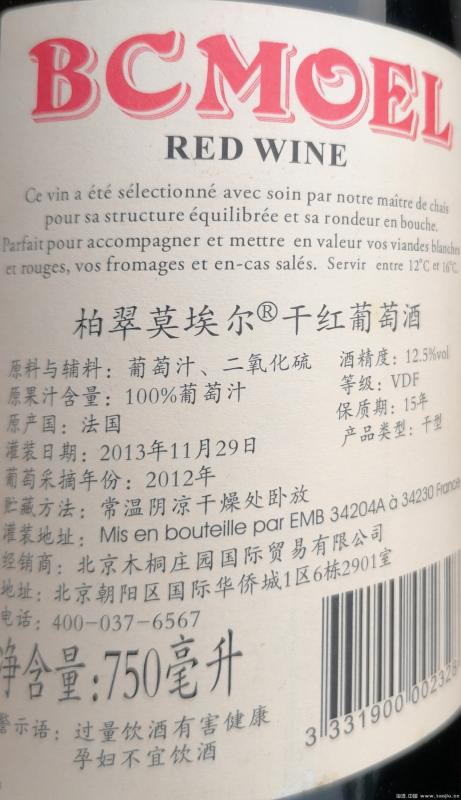 BCMOEL
RED WINE
Ce vin a été sélectionné avec soin par notre maître de chais
pour sa structure équilibrée et sa rondeur en bouche.
Parfait pour accompagner et mettre en valeur vos viandes blanches
et rouges, vos fromages et en-cas salés. Servir entre 12°C et 16°C.
柏翠莫埃尔®干红葡萄酒
原料与辅料：葡萄汁、二氧化硫
酒精度：12.5%vol
原果汁含量：100%葡萄汁
等级：VDF
原产国：法国
保质期：15年
灌装日期：2013年11月29日
产品类型：干型
葡萄采摘年份：2012年
贮藏方法：常温阴凉干燥处卧放
灌装地址：Mis en bouteille par EMB 34204A à 34230 France
经销商：北京木桐庄园国际贸易有限公司
地址：北京朝阳区国际华侨城1区6栋2901室
电话：400-037-6567
净含量：750毫升
警示语：过量饮酒有害健康
孕妇不宜饮酒
3 331900 002328